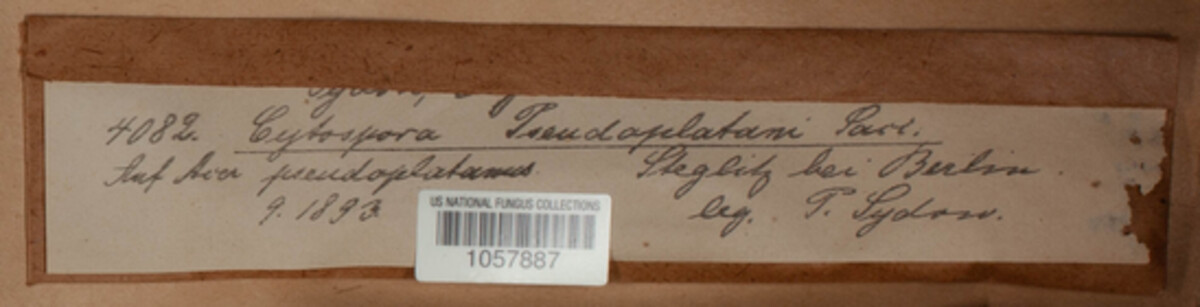 Sydow,
4082. Cytospora Pseudoplatani Sacc.
Auf Acer pseudoplatanus. Steglitz bei Berlin.
9. 1893 leg. P. Sydow.
US NATIONAL FUNGUS COLLECTIONS
1057887